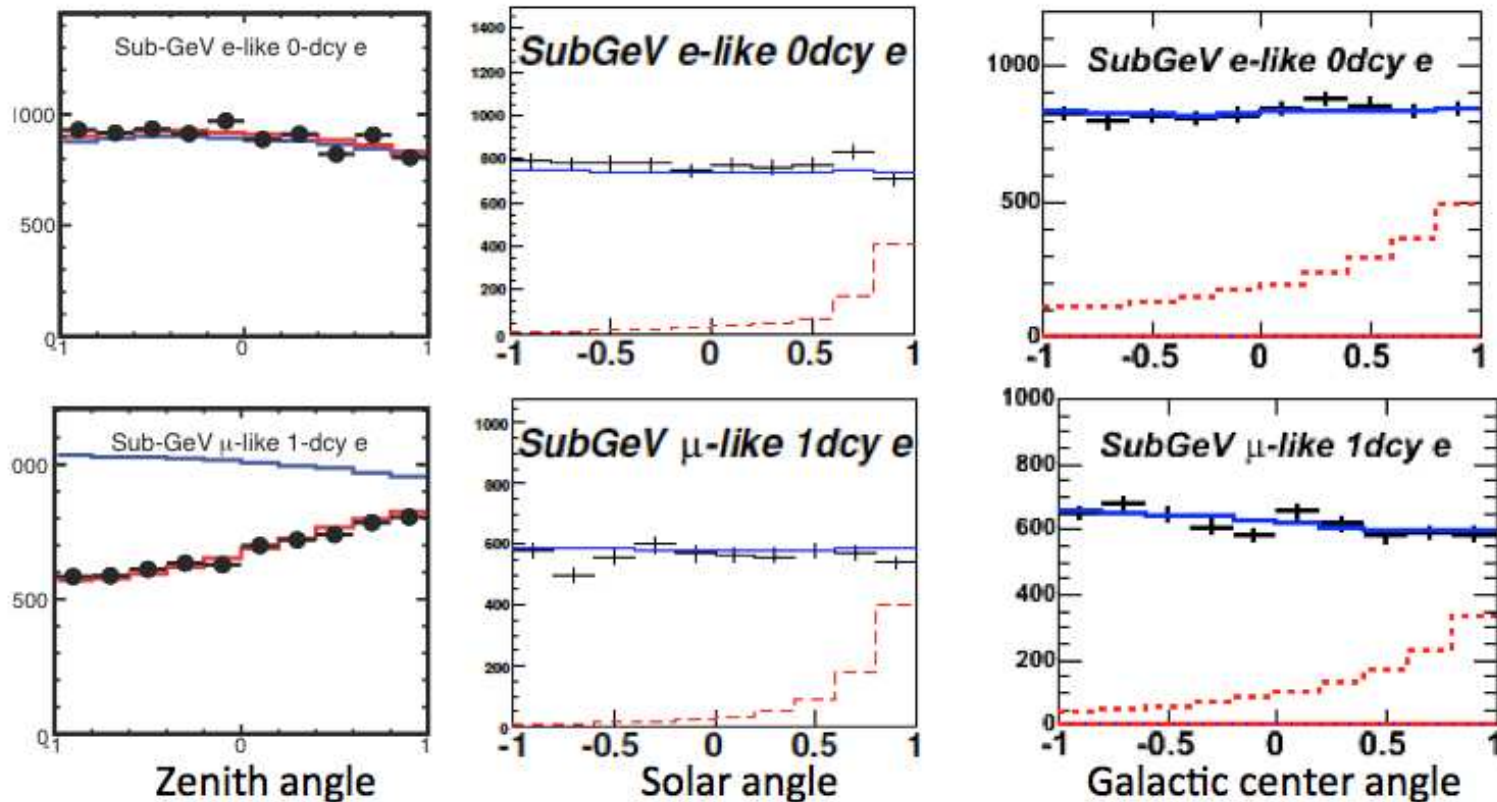 Sub-GeV e-like 0-dcy e
000
500
0
-1 0 1
SubGeV e-like 0dcy e
1400
1200
1000
800
600
400
200
0
-1 -0.5 0 0.5 1
SubGeV e-like 0dcy e
1000
500
0
-1 -0.5 0 0.5 1
Sub-GeV μ-like 1-dcy e
000
500
0
-1 0 1
Zenith angle
SubGeV μ-like 1dcy e
1000
800
600
400
200
0
-1 -0.5 0 0.5 1
Solar angle
SubGeV μ-like 1dcy e
1000
800
600
400
200
0
-1 -0.5 0 0.5 1
Galactic center angle